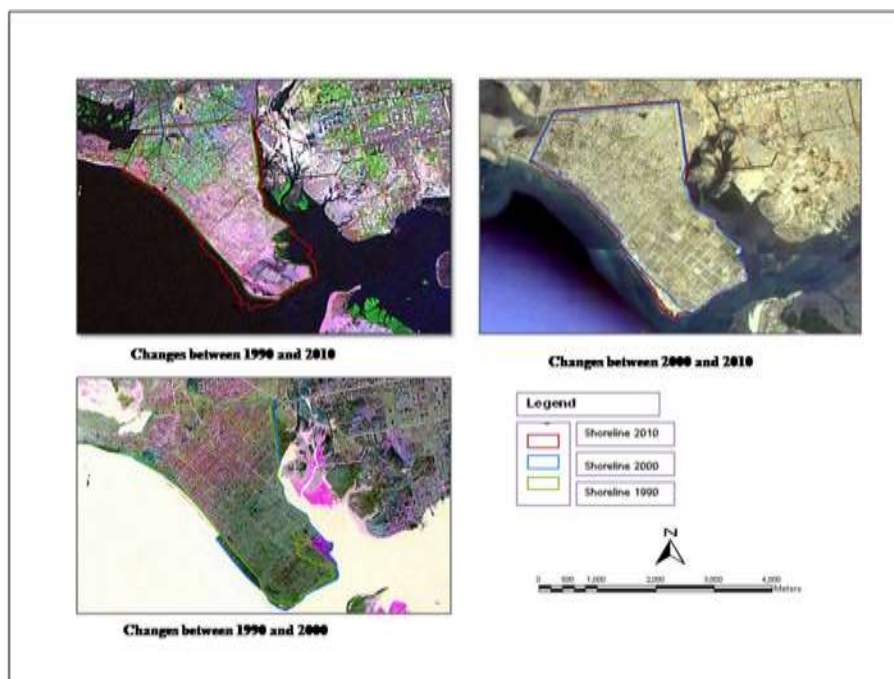 Changes between 1990 and 2010
Changes between 2000 and 2010
Changes between 1990 and 2000
Legend
Shoreline 2010
Shoreline 2000
Shoreline 1990
N
0 500 1,000 2,000 3,000 4,000
Meters